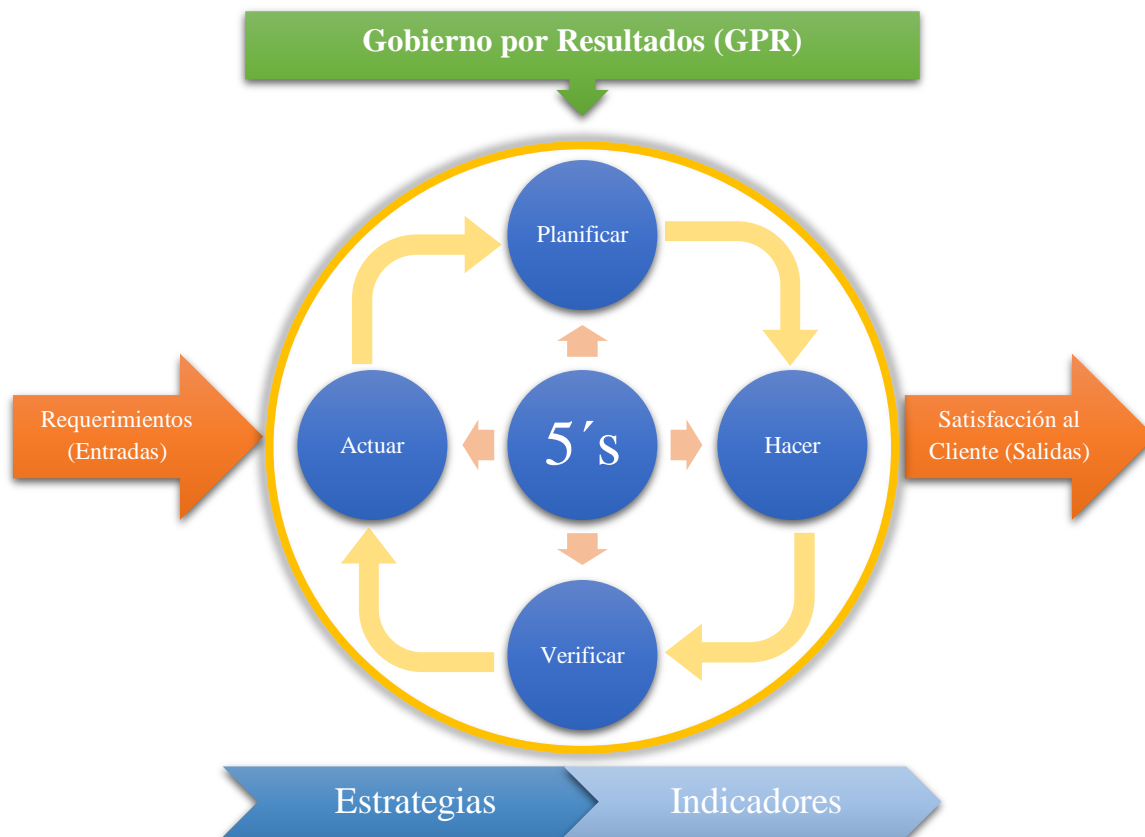 Gobierno por Resultados (GPR)
Planificar
Requerimientos
(Entradas)
Actuar
5´s
Hacer
Satisfacción al
Cliente (Salidas)
Verificar
Estrategias
Indicadores